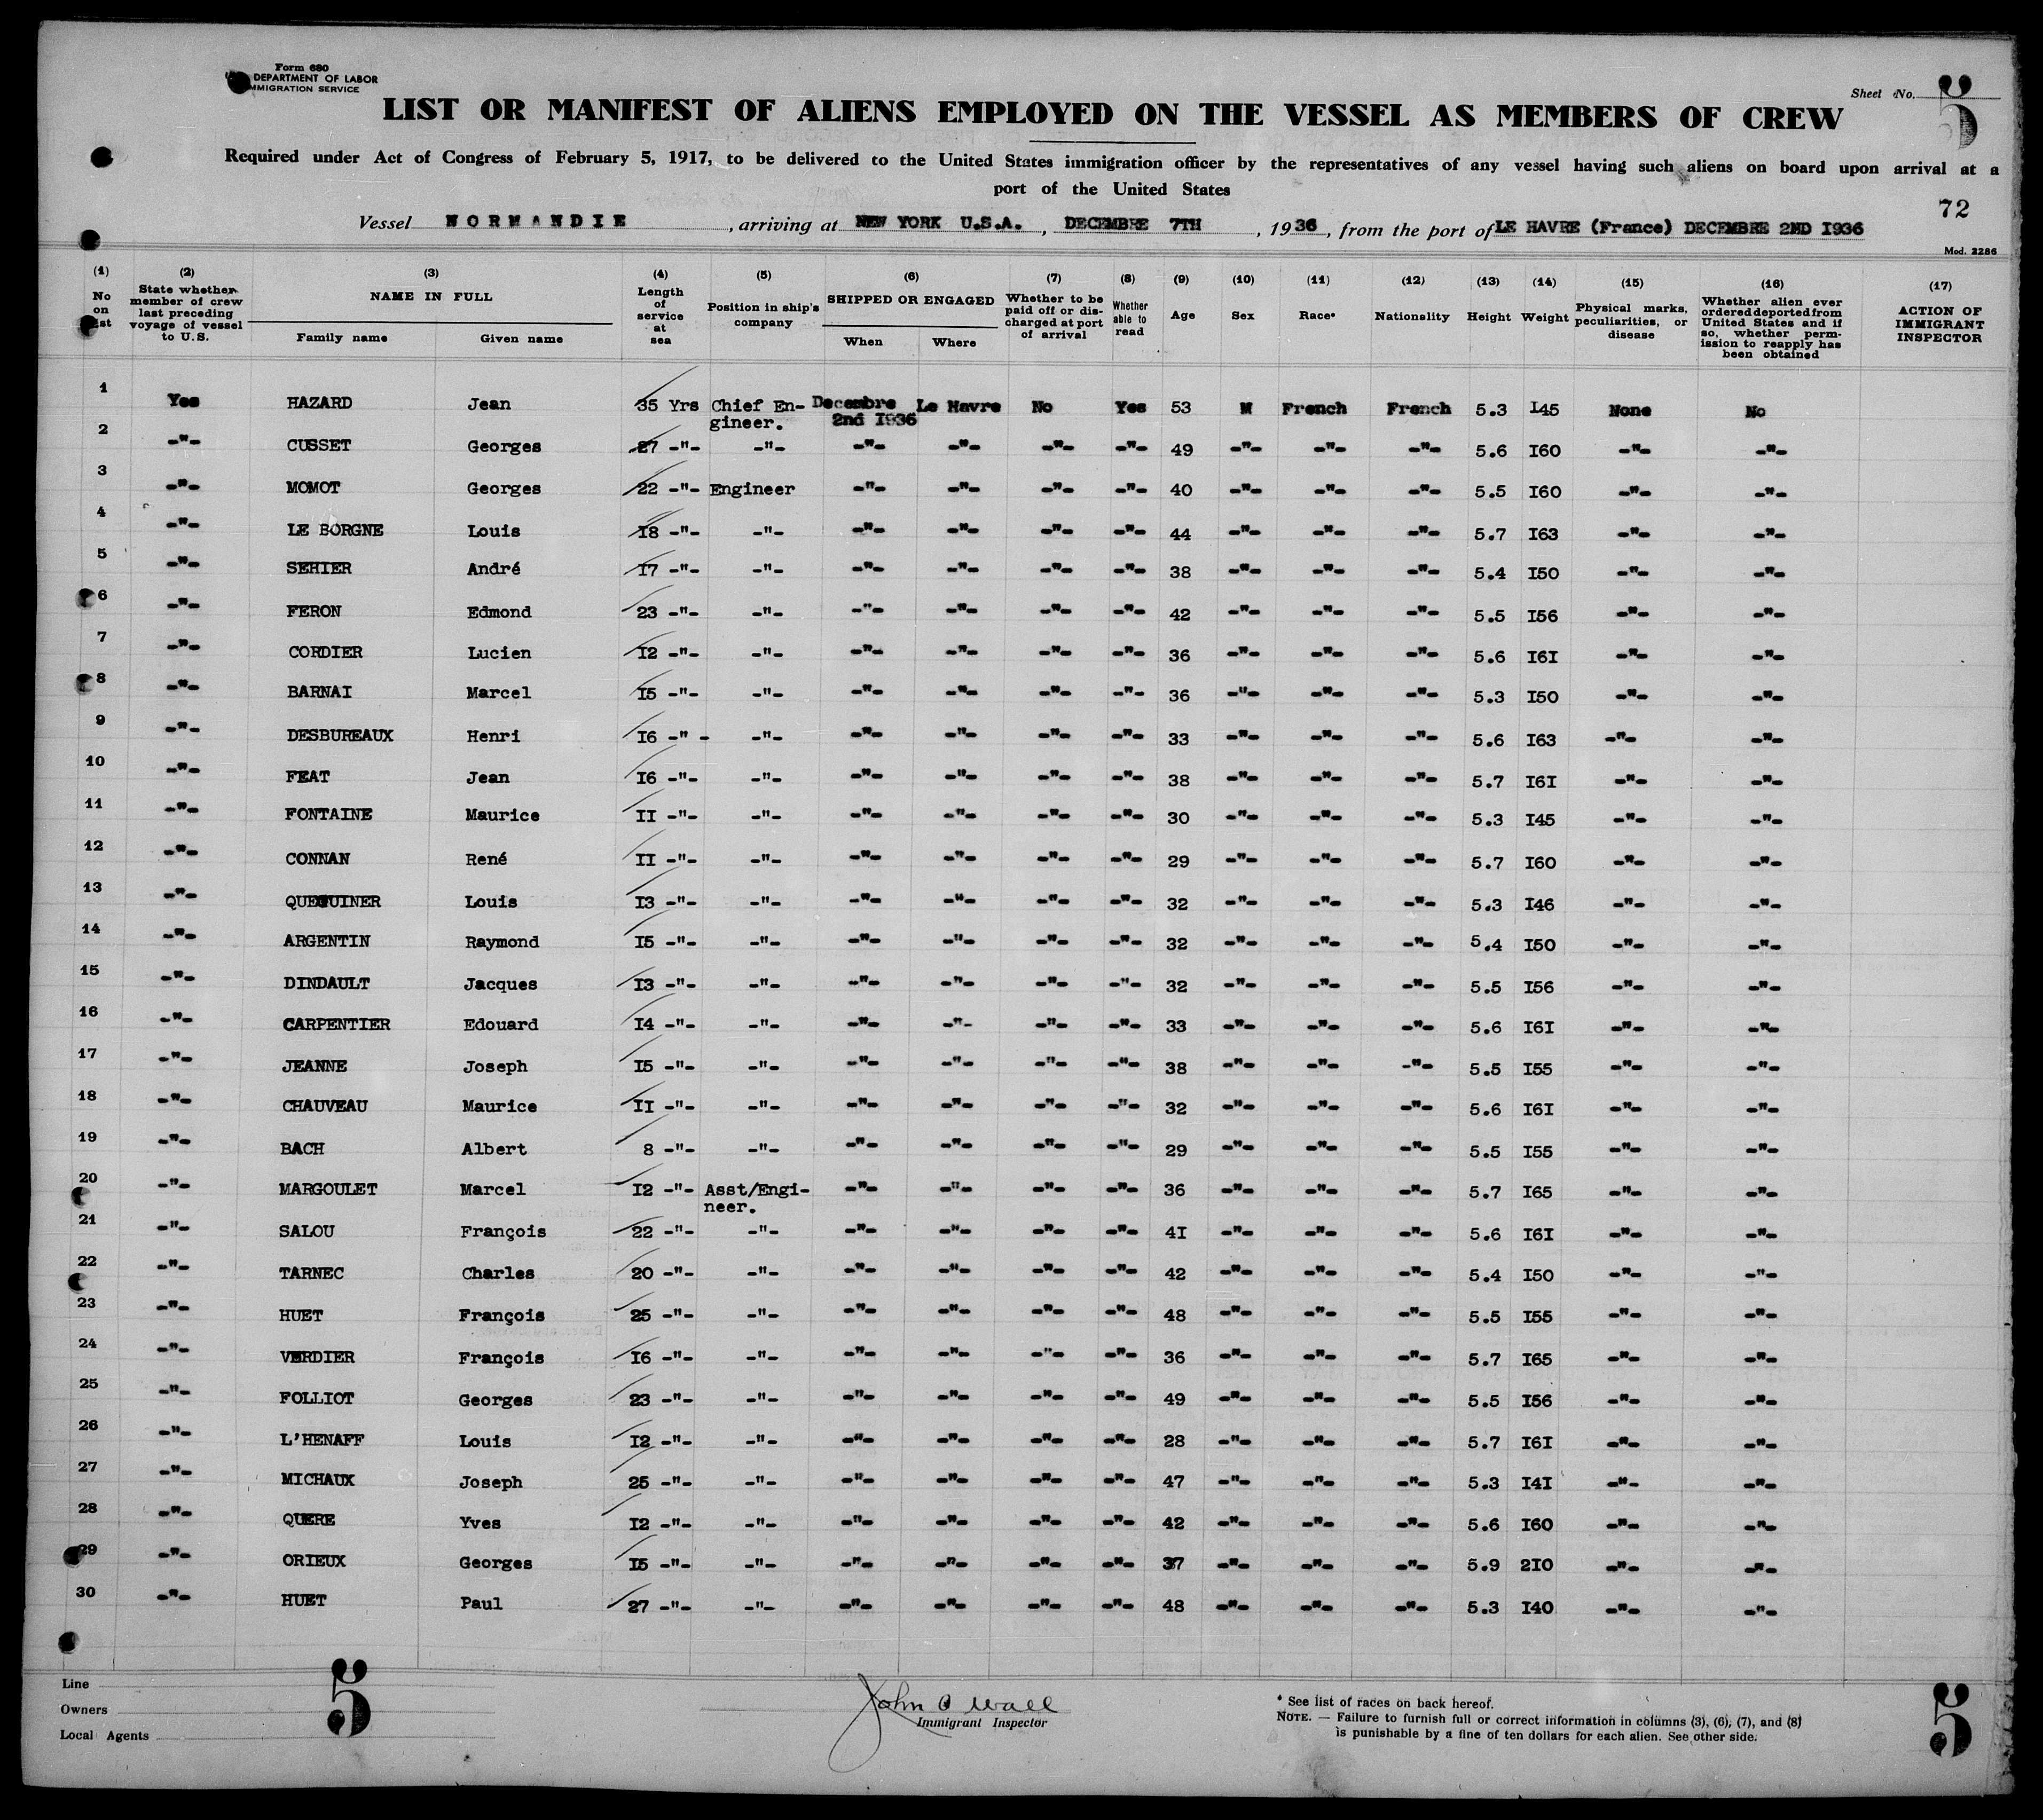 Form 680
DEPARTMENT OF LABOR
IMMIGRATION SERVICE
Sheet No. 5
LIST OR MANIFEST OF ALIENS EMPLOYED ON THE VESSEL AS MEMBERS OF CREW
Required under Act of Congress of February 5, 1917, to be delivered to the United States immigration officer by the representatives of any vessel having such aliens on board upon arrival at a
port of the United States
72
Vessel NORMANDIE, arriving at NEW YORK U.S.A., DECEMBRE 7TH, 1936, from the port of LE HAVRE (France) DECEMBRE 2ND I936
Mod. 2286
(1) (2) (3) (4) (5) (6) (7) (8) (9) (10) (11) (12) (13) (14) (15) (16) (17)
No on list
State whether member of crew last preceding voyage of vessel to U.S.
NAME IN FULL
Family name Given name
Length of service at sea
Position in ship's company
SHIPPED OR ENGAGED
When Where
Whether to be paid off or discharged at port of arrival
Whether able to read
Age
Sex
Race*
Nationality
Height
Weight
Physical marks, peculiarities, or disease
Whether alien ever ordered deported from United States and if so, whether permission to reapply has been obtained
ACTION OF IMMIGRANT INSPECTOR
1 Yes HAZARD Jean 35 Yrs Chief Engineer. Decembre 2nd I936 Le Havre No Yes 53 M French French 5.3 I45 None No
2 -"- CUSSET Georges 27 -"- -"- -"- -"- -"- -"- 49 -"- -"- -"- 5.6 I60 -"- -"-
3 -"- MOMOT Georges 22 -"- Engineer -"- -"- -"- -"- 40 -"- -"- -"- 5.5 I60 -"- -"-
4 -"- LE BORGNE Louis I8 -"- -"- -"- -"- -"- -"- 44 -"- -"- -"- 5.7 I63 -"- -"-
5 -"- SEHIER André I7 -"- -"- -"- -"- -"- -"- 38 -"- -"- -"- 5.4 I50 -"- -"-
6 -"- FERON Edmond 23 -"- -"- -"- -"- -"- -"- 42 -"- -"- -"- 5.5 I56 -"- -"-
7 -"- CORDIER Lucien I2 -"- -"- -"- -"- -"- -"- 36 -"- -"- -"- 5.6 I6I -"- -"-
8 -"- BARNAI Marcel I5 -"- -"- -"- -"- -"- -"- 36 -"- -"- -"- 5.3 I50 -"- -"-
9 -"- DESBUREAUX Henri I6 -"- -"- -"- -"- -"- -"- 33 -"- -"- -"- 5.6 I63 -"- -"-
10 -"- FEAT Jean I6 -"- -"- -"- -"- -"- -"- 38 -"- -"- -"- 5.7 I6I -"- -"-
11 -"- FONTAINE Maurice II -"- -"- -"- -"- -"- -"- 30 -"- -"- -"- 5.3 I45 -"- -"-
12 -"- CONNAN René II -"- -"- -"- -"- -"- -"- 29 -"- -"- -"- 5.7 I60 -"- -"-
13 -"- QUEGUINER Louis I3 -"- -"- -"- -"- -"- -"- 32 -"- -"- -"- 5.3 I46 -"- -"-
14 -"- ARGENTIN Raymond I5 -"- -"- -"- -"- -"- -"- 32 -"- -"- -"- 5.4 I50 -"- -"-
15 -"- DINDAULT Jacques I3 -"- -"- -"- -"- -"- -"- 32 -"- -"- -"- 5.5 I56 -"- -"-
16 -"- CARPENTIER Edouard I4 -"- -"- -"- -"- -"- -"- 33 -"- -"- -"- 5.6 I6I -"- -"-
17 -"- JEANNE Joseph I5 -"- -"- -"- -"- -"- -"- 38 -"- -"- -"- 5.5 I55 -"- -"-
18 -"- CHAUVEAU Maurice II -"- -"- -"- -"- -"- -"- 32 -"- -"- -"- 5.6 I6I -"- -"-
19 -"- BACH Albert 8 -"- -"- -"- -"- -"- -"- 29 -"- -"- -"- 5.5 I55 -"- -"-
20 -"- MARGOULET Marcel I2 -"- Asst/Engineer. -"- -"- -"- -"- 36 -"- -"- -"- 5.7 I65 -"- -"-
21 -"- SALOU François 22 -"- -"- -"- -"- -"- -"- 4I -"- -"- -"- 5.6 I6I -"- -"-
22 -"- TARNEC Charles 20 -"- -"- -"- -"- -"- -"- 42 -"- -"- -"- 5.4 I50 -"- -"-
23 -"- HUET François 25 -"- -"- -"- -"- -"- -"- 48 -"- -"- -"- 5.5 I55 -"- -"-
24 -"- VERDIER François I6 -"- -"- -"- -"- -"- -"- 36 -"- -"- -"- 5.7 I65 -"- -"-
25 -"- FOLLIOT Georges 23 -"- -"- -"- -"- -"- -"- 49 -"- -"- -"- 5.5 I56 -"- -"-
26 -"- L'HENAFF Louis I2 -"- -"- -"- -"- -"- -"- 28 -"- -"- -"- 5.7 I6I -"- -"-
27 -"- MICHAUX Joseph 25 -"- -"- -"- -"- -"- -"- 47 -"- -"- -"- 5.3 I4I -"- -"-
28 -"- QUERE Yves I2 -"- -"- -"- -"- -"- -"- 42 -"- -"- -"- 5.6 I60 -"- -"-
29 -"- ORIEUX Georges I5 -"- -"- -"- -"- -"- -"- 37 -"- -"- -"- 5.9 2I0 -"- -"-
30 -"- HUET Paul 27 -"- -"- -"- -"- -"- -"- 48 -"- -"- -"- 5.3 I40 -"- -"-
Line
Owners
Local Agents
5
John O Wall
Immigrant Inspector
* See list of races on back hereof.
NOTE. — Failure to furnish full or correct information in columns (3), (6), (7), and (8)
is punishable by a fine of ten dollars for each alien. See other side.
5